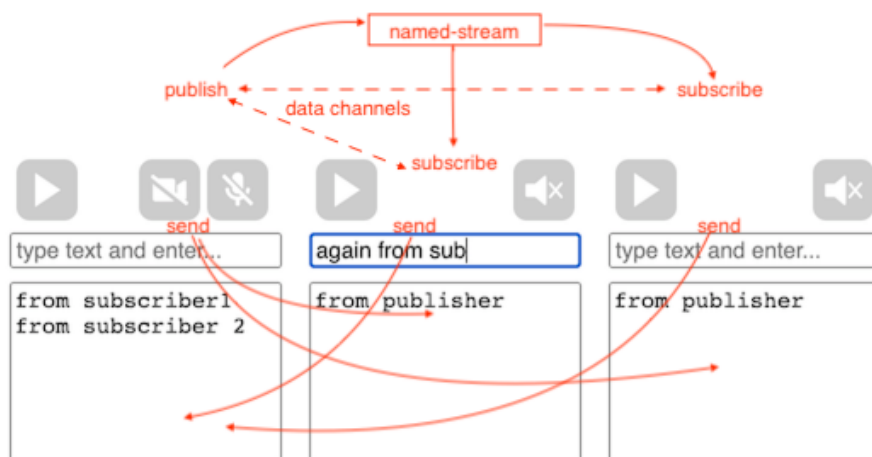 named-stream
publish
subscribe
data channels
subscribe
send
send
send
type text and enter...
again from sub
type text and enter...
from subscriber1
from subscriber 2
from publisher
from publisher